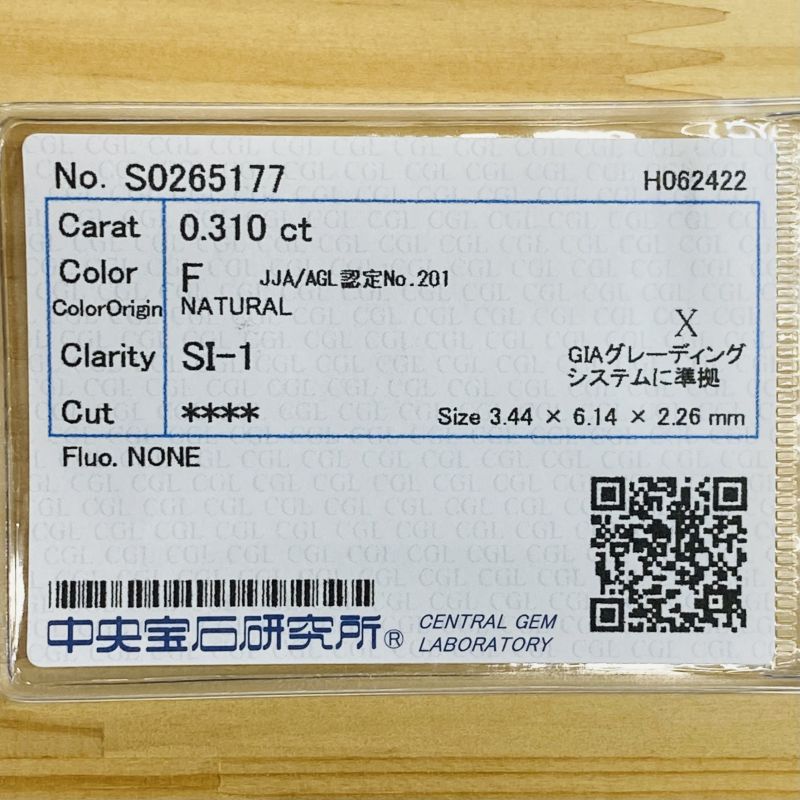 No. S0265177 H062422
Carat 0.310 ct
Color F JJA/AGL認定No.201
ColorOrigin NATURAL
X
Clarity SI-1 GIAグレーディング
システムに準拠
Cut **** Size 3.44 × 6.14 × 2.26 mm
Fluo. NONE
中央宝石研究所® CENTRAL GEM
LABORATORY